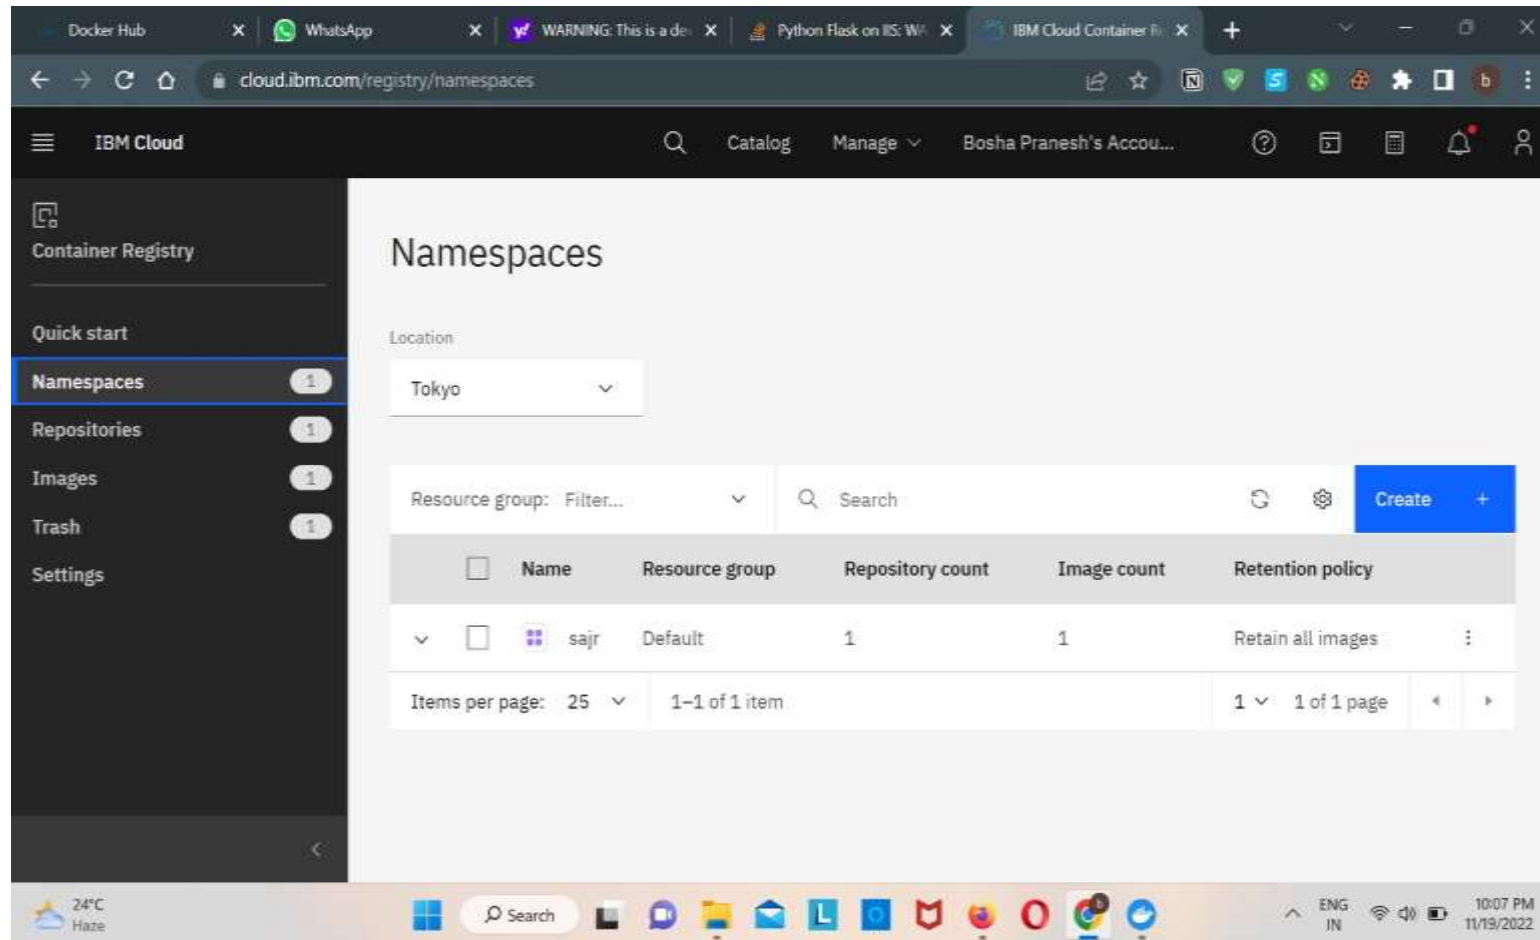 Docker Hub
WhatsApp
WARNING: This is a de
Python Flask on IIS: WA
IBM Cloud Container R
cloud.ibm.com/registry/namespaces
IBM Cloud
Catalog
Manage
Bosha Pranesh's Accou...
Container Registry
Quick start
Namespaces 1
Repositories 1
Images 1
Trash 1
Settings
Namespaces
Location
Tokyo
Resource group: Filter...
Search
Create +
Name Resource group Repository count Image count Retention policy
sajr Default 1 1 Retain all images
Items per page: 25 1–1 of 1 item 1 1 of 1 page
24°C
Haze
Search
ENG
IN
10:07 PM
11/19/2022